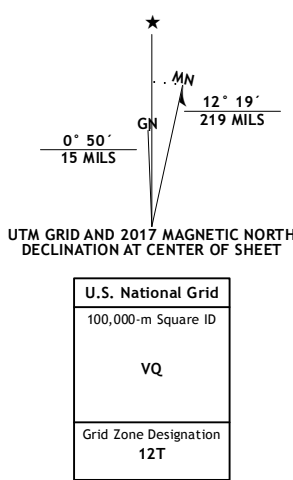 ★
MN
GN
12° 19´
219 MILS
0° 50´
15 MILS
UTM GRID AND 2017 MAGNETIC NORTH
DECLINATION AT CENTER OF SHEET
U.S. National Grid
100,000-m Square ID
VQ
Grid Zone Designation
12T